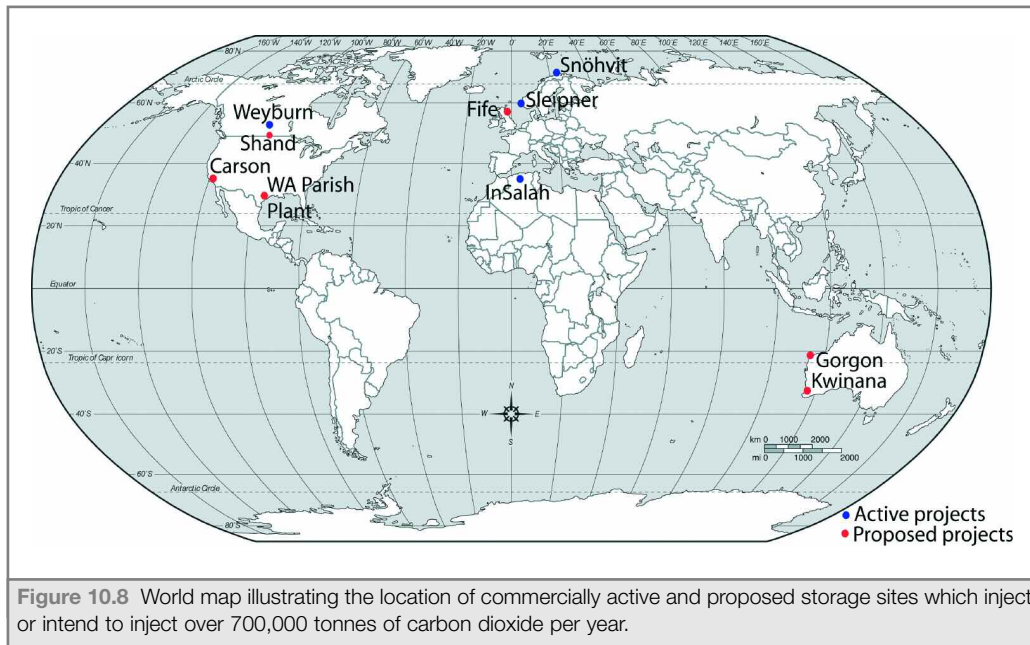 160°W 140°W 120°W 100°W 80°W 60°W 40°W 20°W 0° 20°E 40°E 60°E 80°E 100°E 120°E 140°E 160°E
80°N
Snöhvit
Arctic Circle
60°N
Sleipner
Fife
Weyburn
Shand
40°N
Carson
WA Parish
Plant
InSalah
Tropic of Cancer
20°N
Equator
20°S
Tropic of Capricorn
Gorgon
Kwinana
N
W E
S
40°S
km 0 1000 2000
mi 0 1000 2000
60°S
Antarctic Circle
80°S
Active projects
Proposed projects
Figure 10.8 World map illustrating the location of commercially active and proposed storage sites which inject
or intend to inject over 700,000 tonnes of carbon dioxide per year.